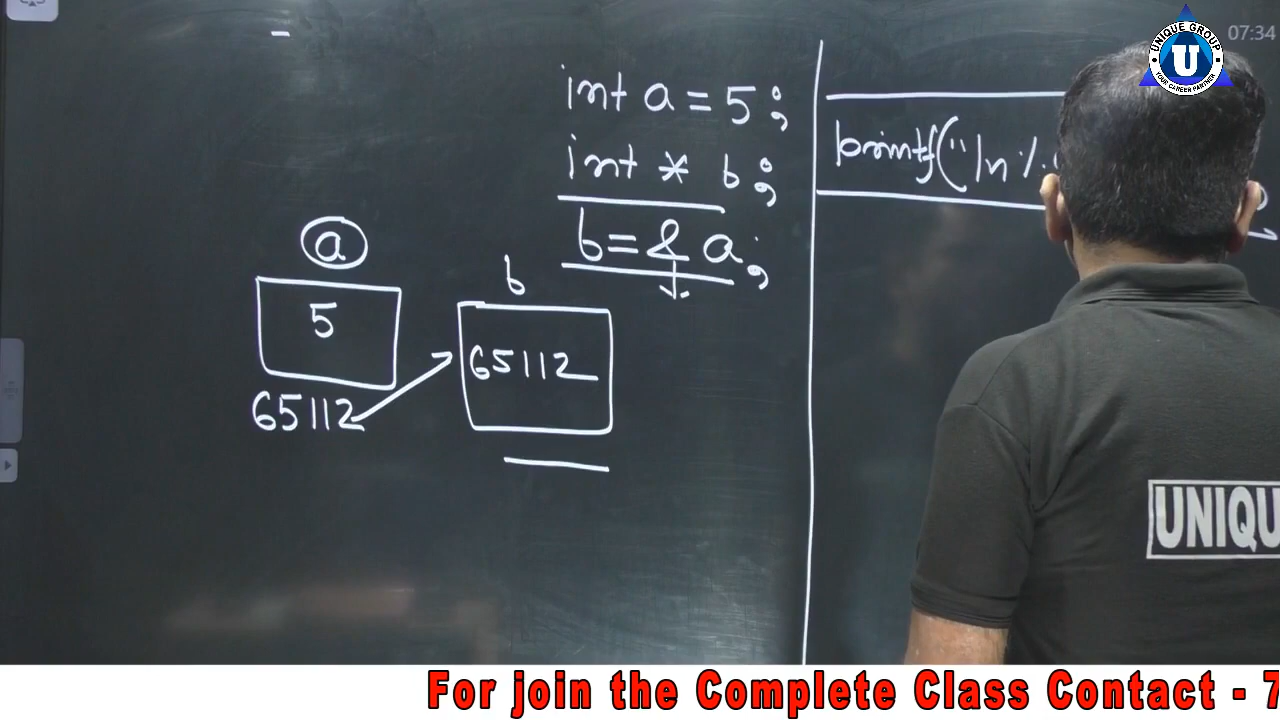 07:34
UNIQUE GROUP
U
YOUR CAREER PARTNER
int a = 5;
int * b;
b = & a;
printf("\n%.
a
5
65112
b
65112
UNIQU
For join the Complete Class Contact - 7